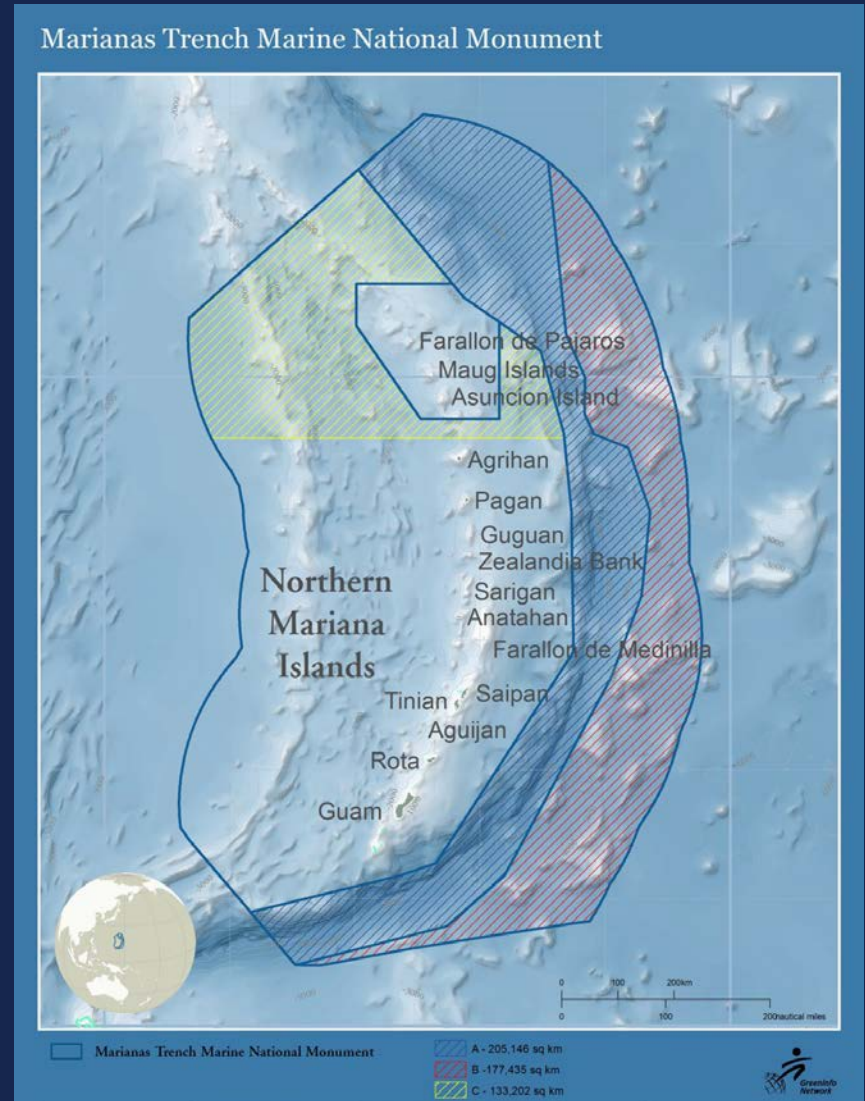 Marianas Trench Marine National Monument
Farallon de Pajaros
Maug Islands
Asuncion Island
Agrihan
Pagan
Guguan
Zealandia Bank
Northern
Mariana
Islands
Sarigan
Anatahan
Farallon de Medinilla
Tinian
Saipan
Aguijan
Rota
Guam
0 100 200km
0 100 200nautical miles
Marianas Trench Marine National Monument
A - 205,146 sq km
B -177,435 sq km
C - 133,202 sq km
GreenInfo
Network